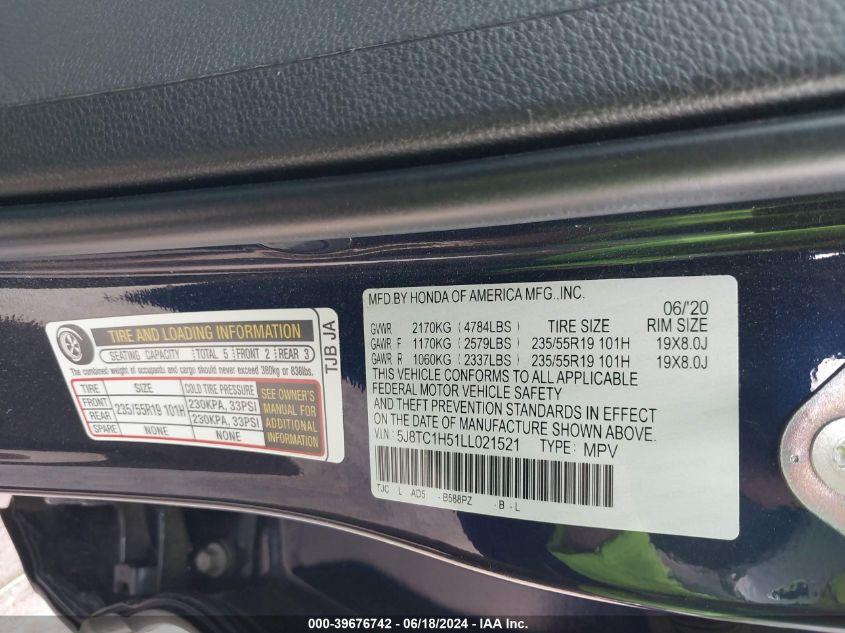 TIRE AND LOADING INFORMATION
SEATING CAPACITY TOTAL 5 FRONT 2 REAR 3
The combined weight of occupants and cargo should never exceed 380kg or 838lbs.
TIRE SIZE COLD TIRE PRESSURE
FRONT 235/55R19 101H 230KPA, 33PSI
REAR 230KPA, 33PSI
SPARE NONE NONE
SEE OWNER'S
MANUAL FOR
ADDITIONAL
INFORMATION
TJB JA
MFD.BY HONDA OF AMERICA MFG.,INC.
06/'20
GVWR 2170KG (4784LBS) TIRE SIZE RIM SIZE
GAWR F 1170KG (2579LBS) 235/55R19 101H 19X8.0J
GAWR R 1060KG (2337LBS) 235/55R19 101H 19X8.0J
THIS VEHICLE CONFORMS TO ALL APPLICABLE
FEDERAL MOTOR VEHICLE SAFETY
AND THEFT PREVENTION STANDARDS IN EFFECT
ON THE DATE OF MANUFACTURE SHOWN ABOVE.
V.I.N: 5J8TC1H51LL021521 TYPE: MPV
TJC L AD5 -B588PZ -B-L
000-39676742 - 06/18/2024 - IAA Inc.